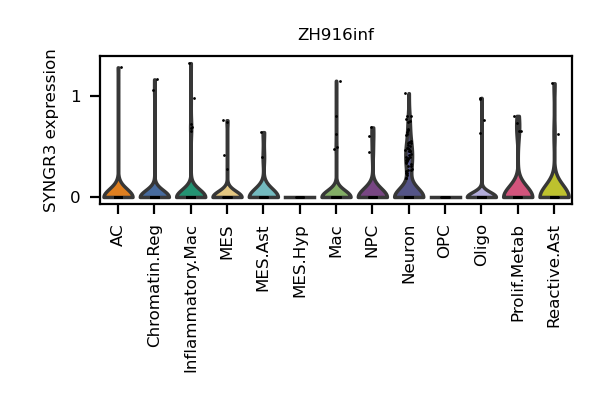 ZH916inf
SYNGR3 expression
1
0
AC
Chromatin.Reg
Inflammatory.Mac
MES
MES.Ast
MES.Hyp
Mac
NPC
Neuron
OPC
Oligo
Prolif.Metab
Reactive.Ast